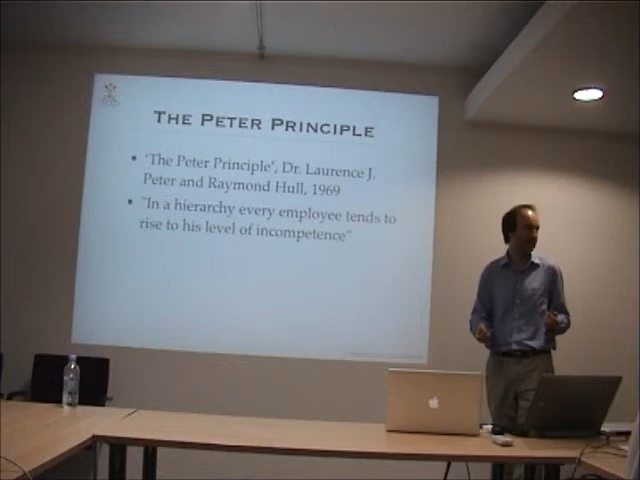 THE PETER PRINCIPLE
• 'The Peter Principle', Dr. Laurence J.
Peter and Raymond Hull, 1969
• "In a hierarchy every employee tends to
rise to his level of incompetence"